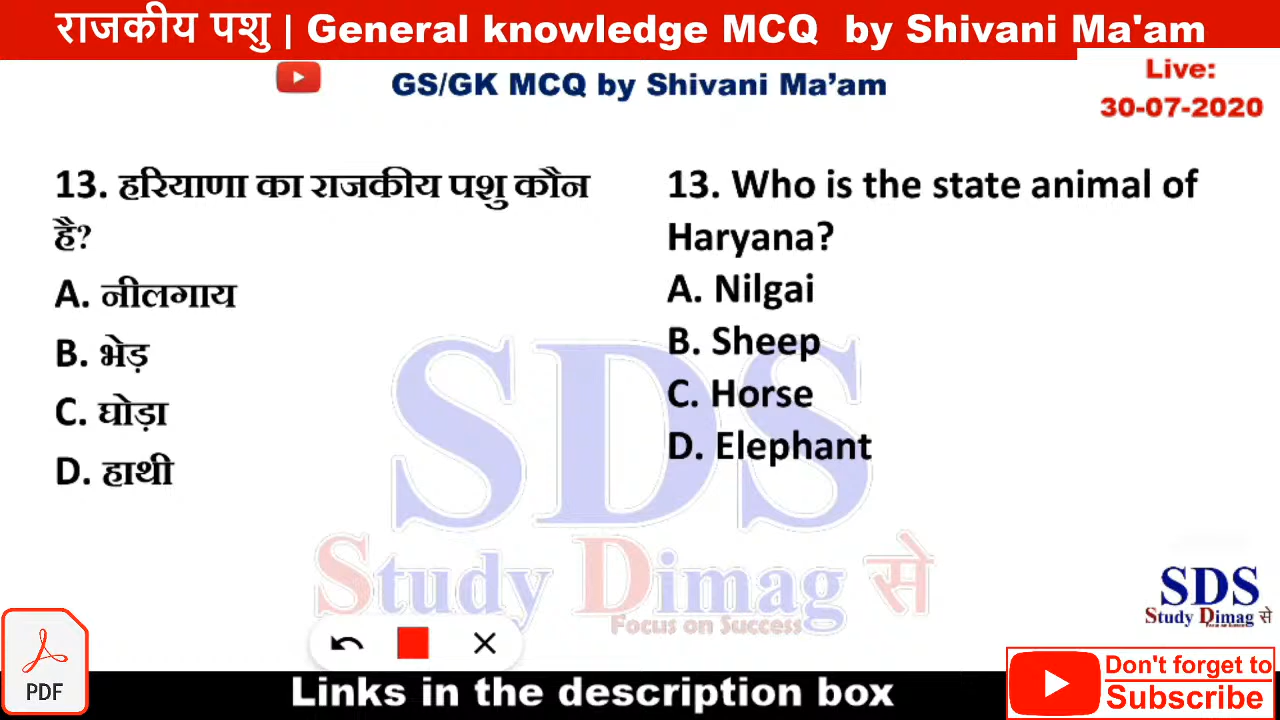 राजकीय पशु | General knowledge MCQ by Shivani Ma'am
GS/GK MCQ by Shivani Ma’am
Live:
30-07-2020
13. हरियाणा का राजकीय पशु कौन
है?
A. नीलगाय
B. भेड़
C. घोड़ा
D. हाथी
13. Who is the state animal of
Haryana?
A. Nilgai
B. Sheep
C. Horse
D. Elephant
SDS
Study Dimag से
Focus on Success
SDS
Study Dimag से
PDF
Links in the description box
Don't forget to
Subscribe